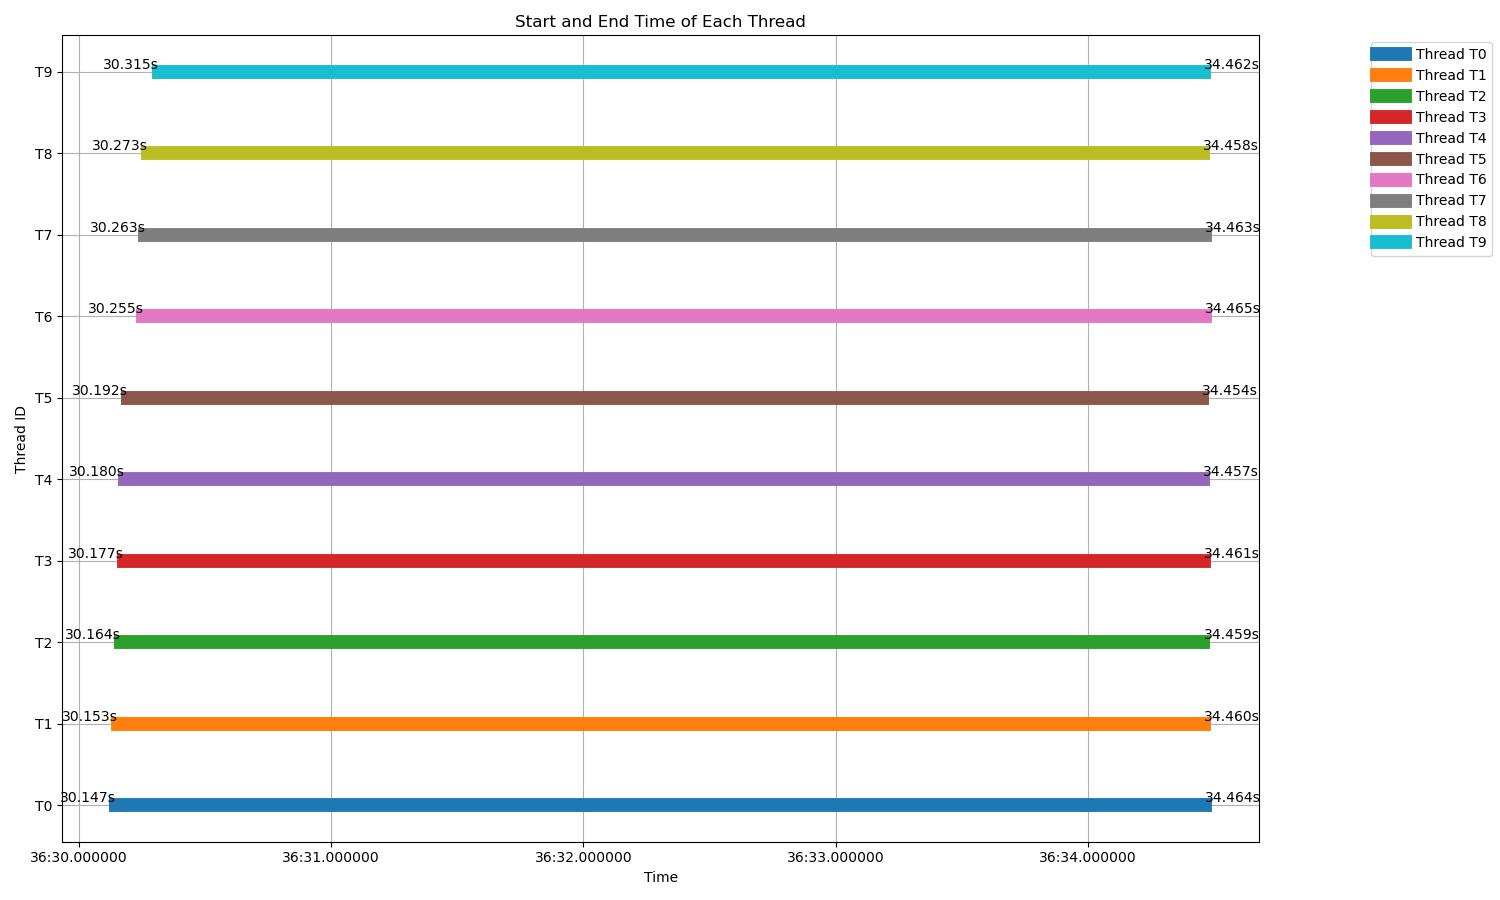 Start and End Time of Each Thread
T9 30.315s 34.462s
T8 30.273s 34.458s
T7 30.263s 34.463s
T6 30.255s 34.465s
T5 30.192s 34.454s
T4 30.180s 34.457s
T3 30.177s 34.461s
T2 30.164s 34.459s
T1 30.153s 34.460s
T0 30.147s 34.464s
Thread ID
36:30.000000 36:31.000000 36:32.000000 36:33.000000 36:34.000000
Time
Thread T0
Thread T1
Thread T2
Thread T3
Thread T4
Thread T5
Thread T6
Thread T7
Thread T8
Thread T9